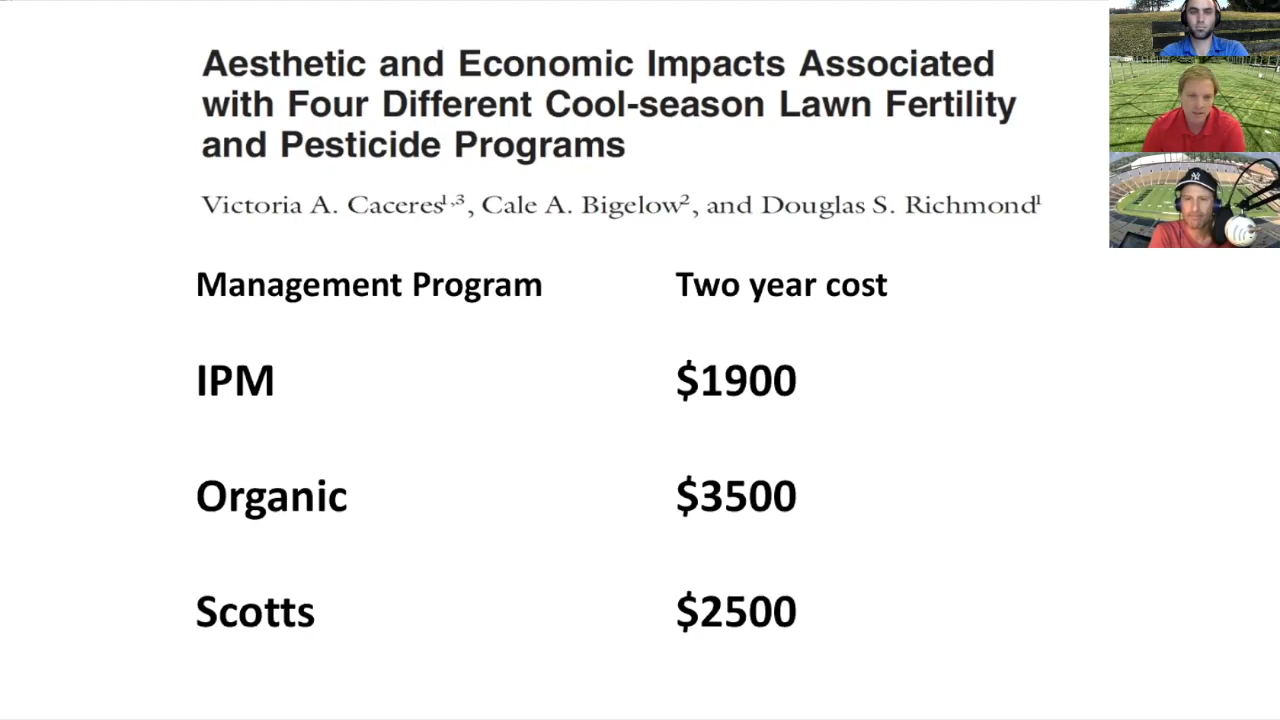 Aesthetic and Economic Impacts Associated
with Four Different Cool-season Lawn Fertility
and Pesticide Programs
Victoria A. Caceres1,3, Cale A. Bigelow2, and Douglas S. Richmond1
Management Program Two year cost
IPM $1900
Organic $3500
Scotts $2500